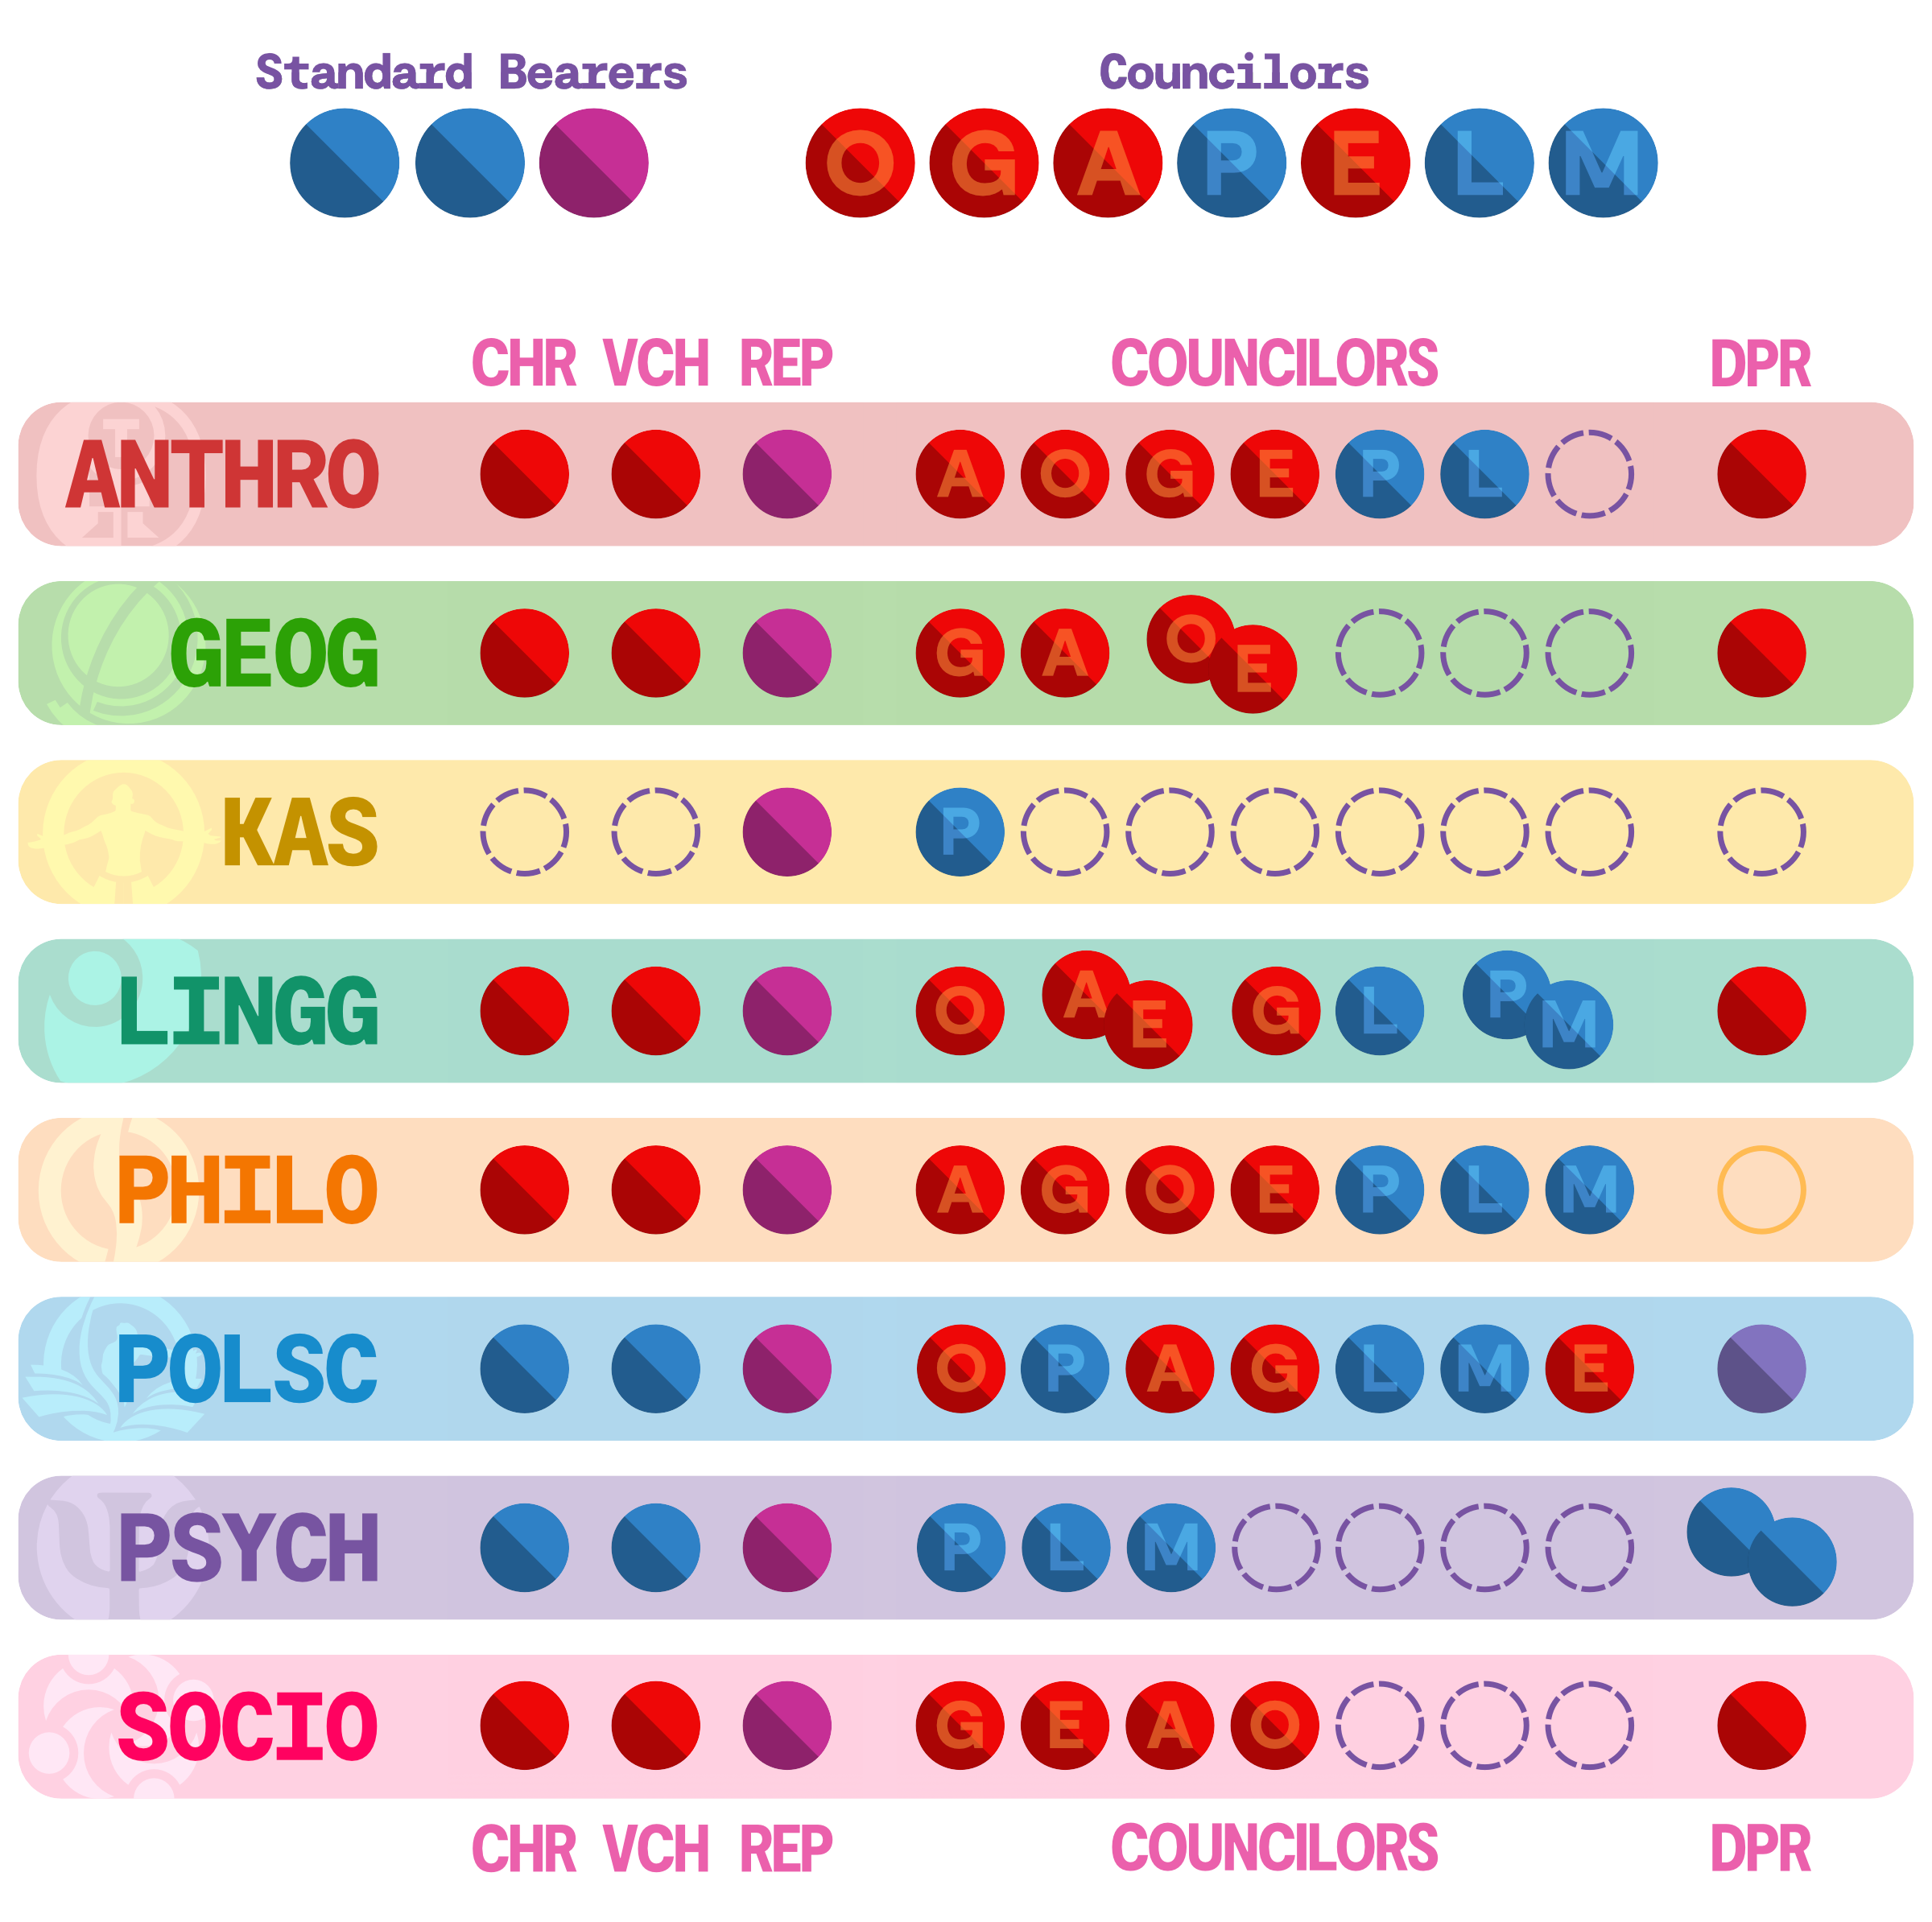 Standard Bearers Councilors
O G A P E L M
CHR VCH REP COUNCILORS DPR
ANTHRO A O G E P L
GEOG G A O E
KAS P
LINGG O A E G L P M
PHILO A G O E P L M
POLSC O P A G L M E
PSYCH P L M
SOCIO G E A O
CHR VCH REP COUNCILORS DPR